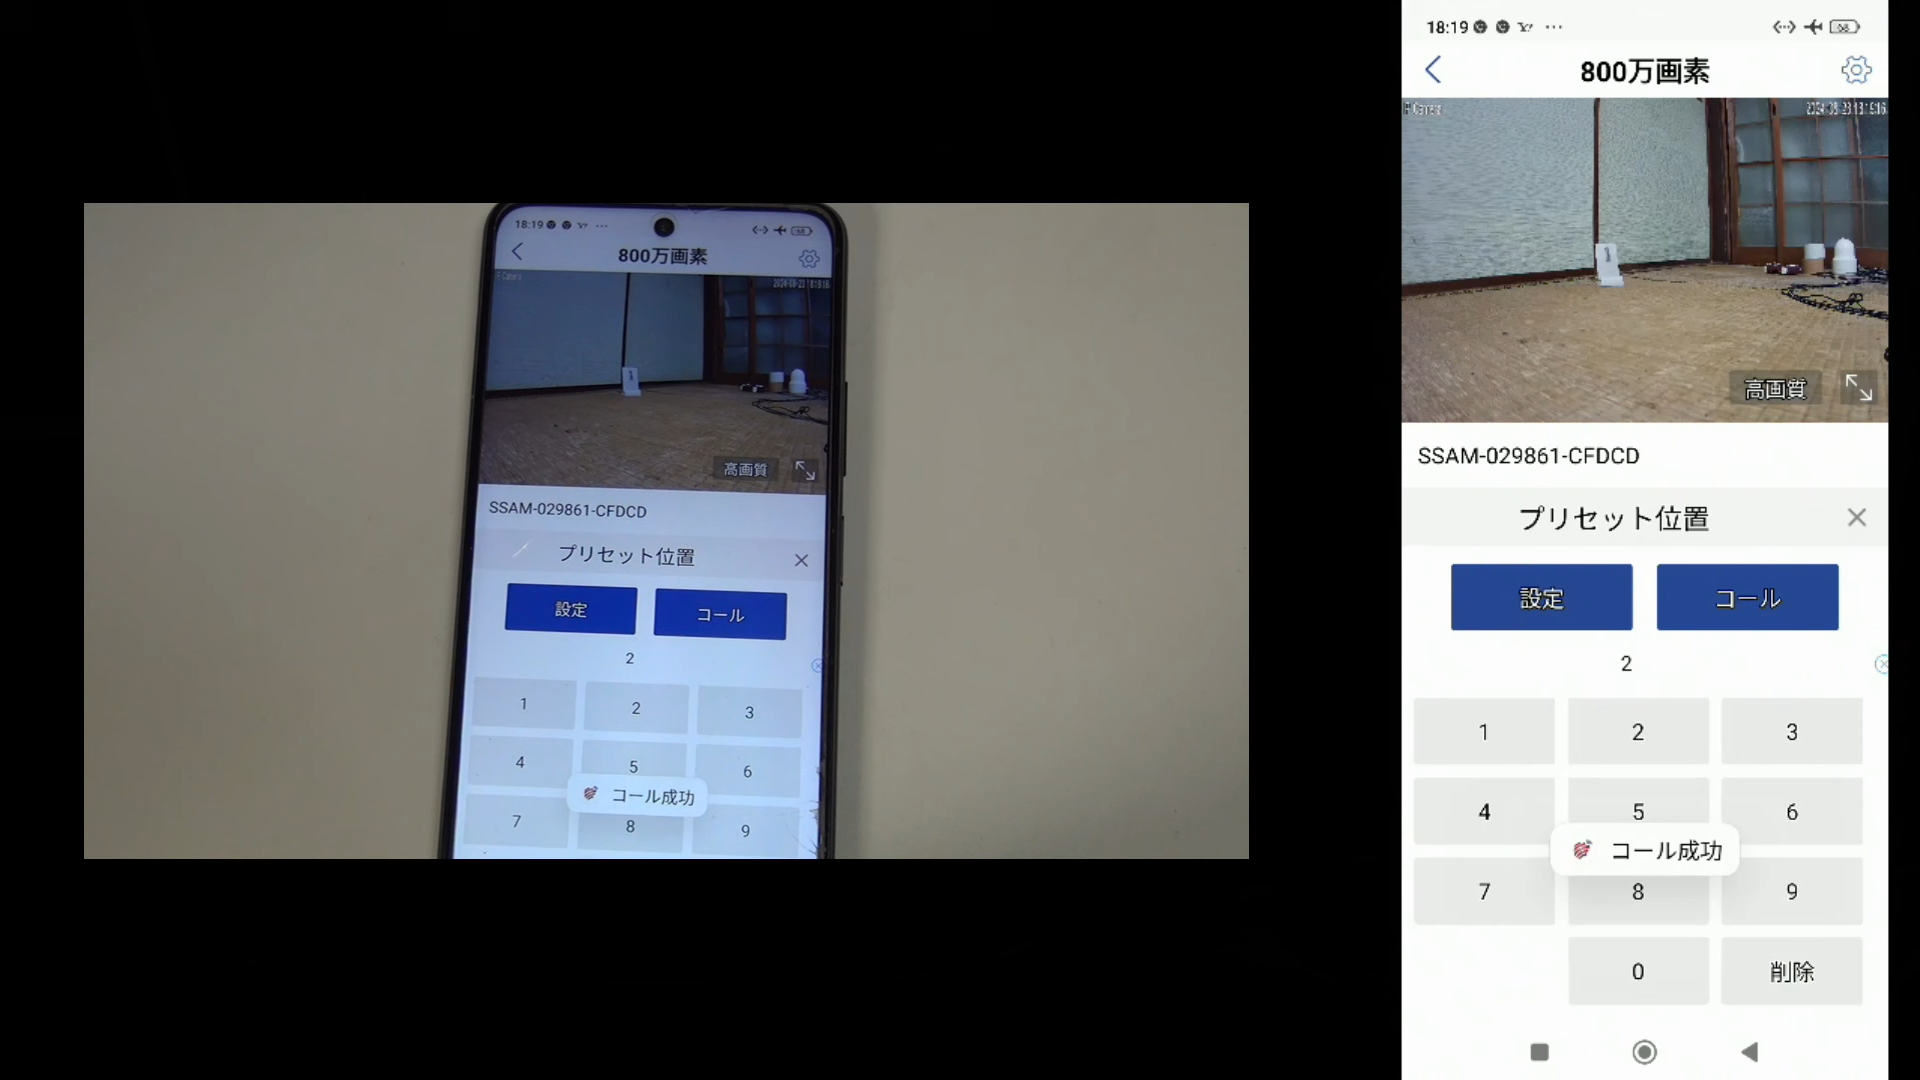 18:19
800万画素
高画質
SSAM-029861-CFDCD
プリセット位置
設定
コール
2
1
2
3
4
5
6
コール成功
7
8
9
18:19
800万画素
高画質
SSAM-029861-CFDCD
プリセット位置
設定
コール
2
1
2
3
4
5
6
コール成功
7
8
9
0
削除